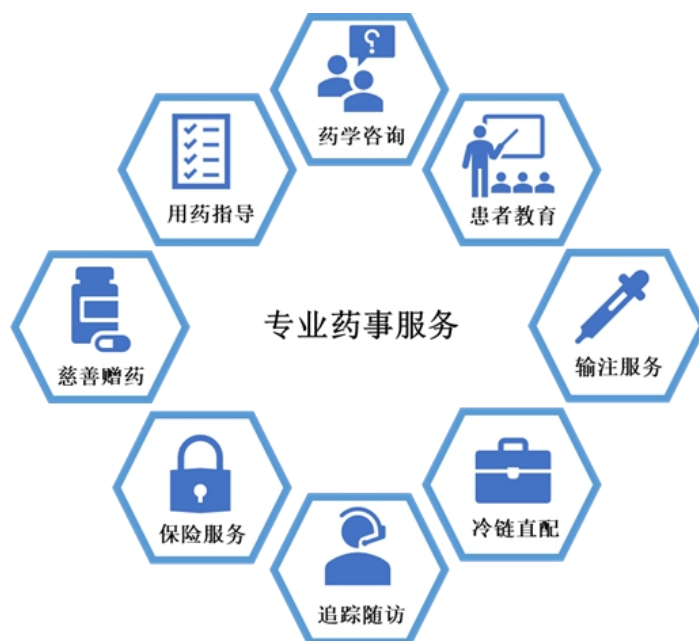 药学咨询
用药指导
患者教育
慈善赠药
专业药事服务
输注服务
保险服务
冷链直配
追踪随访